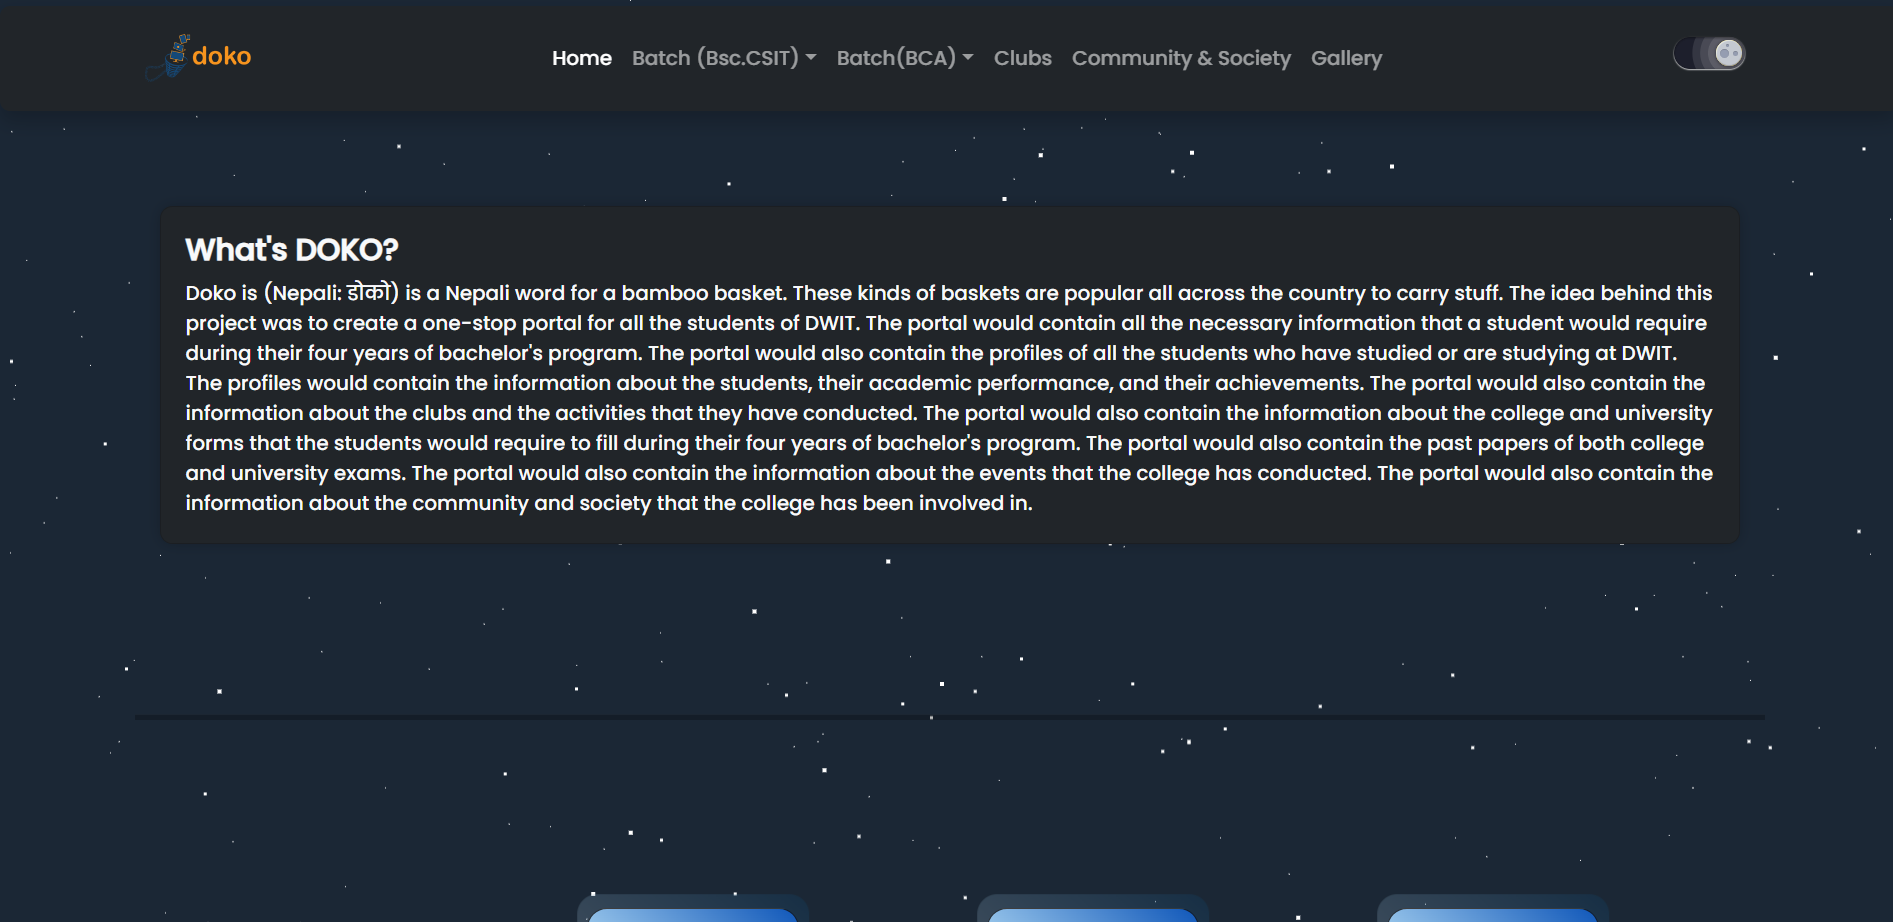 doko
Home Batch (Bsc.CSIT) Batch(BCA) Clubs Community & Society Gallery
What's DOKO?
Doko is (Nepali: डोको) is a Nepali word for a bamboo basket. These kinds of baskets are popular all across the country to carry stuff. The idea behind this
project was to create a one-stop portal for all the students of DWIT. The portal would contain all the necessary information that a student would require
during their four years of bachelor's program. The portal would also contain the profiles of all the students who have studied or are studying at DWIT.
The profiles would contain the information about the students, their academic performance, and their achievements. The portal would also contain the
information about the clubs and the activities that they have conducted. The portal would also contain the information about the college and university
forms that the students would require to fill during their four years of bachelor's program. The portal would also contain the past papers of both college
and university exams. The portal would also contain the information about the events that the college has conducted. The portal would also contain the
information about the community and society that the college has been involved in.